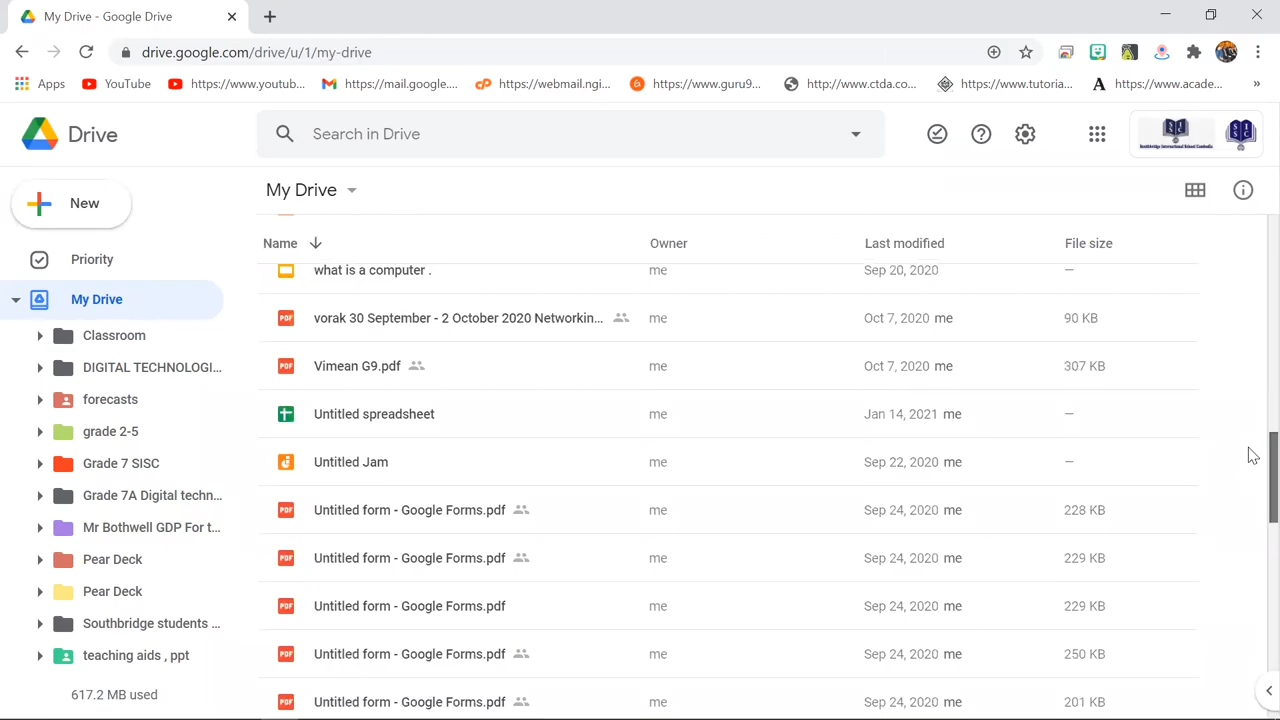 My Drive - Google Drive
drive.google.com/drive/u/1/my-drive
Apps YouTube https://www.youtub... https://mail.google.... https://webmail.ngi... https://www.guru9... http://www.ctda.co... https://www.tutoria... https://www.acade... »
Drive Search in Drive
Southbridge International School Cambodia
My Drive
New
Name Owner Last modified File size
Priority
what is a computer . me Sep 20, 2020 —
My Drive
vorak 30 September - 2 October 2020 Networkin... me Oct 7, 2020 me 90 KB
Classroom
Vimean G9.pdf me Oct 7, 2020 me 307 KB
DIGITAL TECHNOLOGI...
forecasts
Untitled spreadsheet me Jan 14, 2021 me —
grade 2-5
Untitled Jam me Sep 22, 2020 me —
Grade 7 SISC
Grade 7A Digital techn...
PDF Untitled form - Google Forms.pdf me Sep 24, 2020 me 228 KB
Mr Bothwell GDP For t...
PDF Untitled form - Google Forms.pdf me Sep 24, 2020 me 229 KB
Pear Deck
Pear Deck
PDF Untitled form - Google Forms.pdf me Sep 24, 2020 me 229 KB
Southbridge students ...
PDF Untitled form - Google Forms.pdf me Sep 24, 2020 me 250 KB
teaching aids , ppt
617.2 MB used
PDF Untitled form - Google Forms.pdf me Sep 24, 2020 me 201 KB